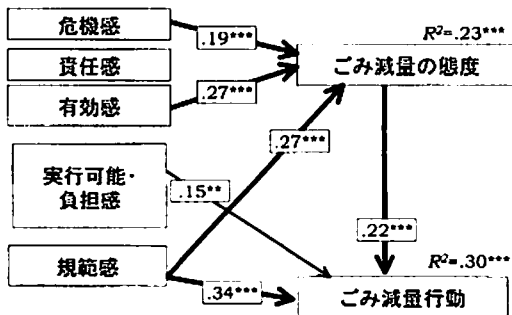 危機感
責任感
有効感
実行可能・
負担感
規範感
.19***
.27***
.27***
.15**
.34***
.22***
R²=.23***
ごみ減量の態度
R²=.30***
ごみ減量行動